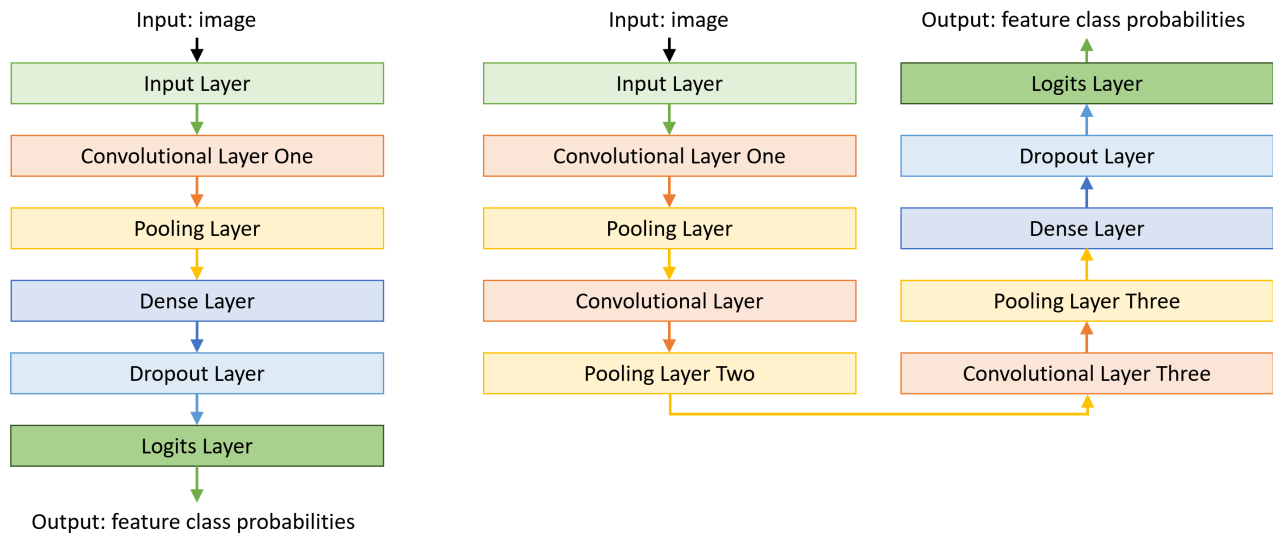 Input: image
Input Layer
Convolutional Layer One
Pooling Layer
Dense Layer
Dropout Layer
Logits Layer
Output: feature class probabilities
Input: image
Input Layer
Convolutional Layer One
Pooling Layer
Convolutional Layer
Pooling Layer Two
Convolutional Layer Three
Pooling Layer Three
Dense Layer
Dropout Layer
Logits Layer
Output: feature class probabilities